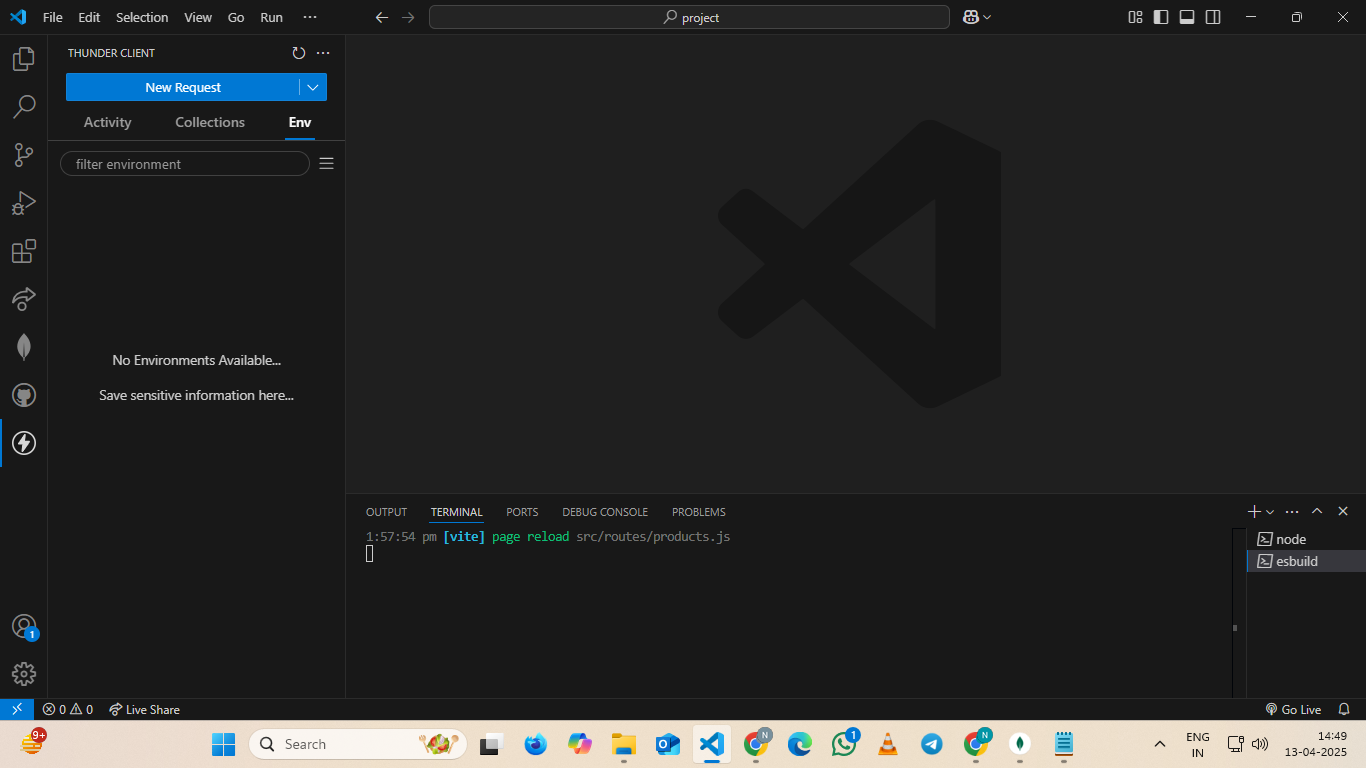 File Edit Selection View Go Run ···
project
THUNDER CLIENT
New Request
Activity Collections Env
filter environment
No Environments Available...
Save sensitive information here...
OUTPUT TERMINAL PORTS DEBUG CONSOLE PROBLEMS
1:57:54 pm [vite] page reload src/routes/products.js
node
esbuild
1
0 0 Live Share
Go Live
9+
Search
N
1
N
ENG
IN
14:49
13-04-2025